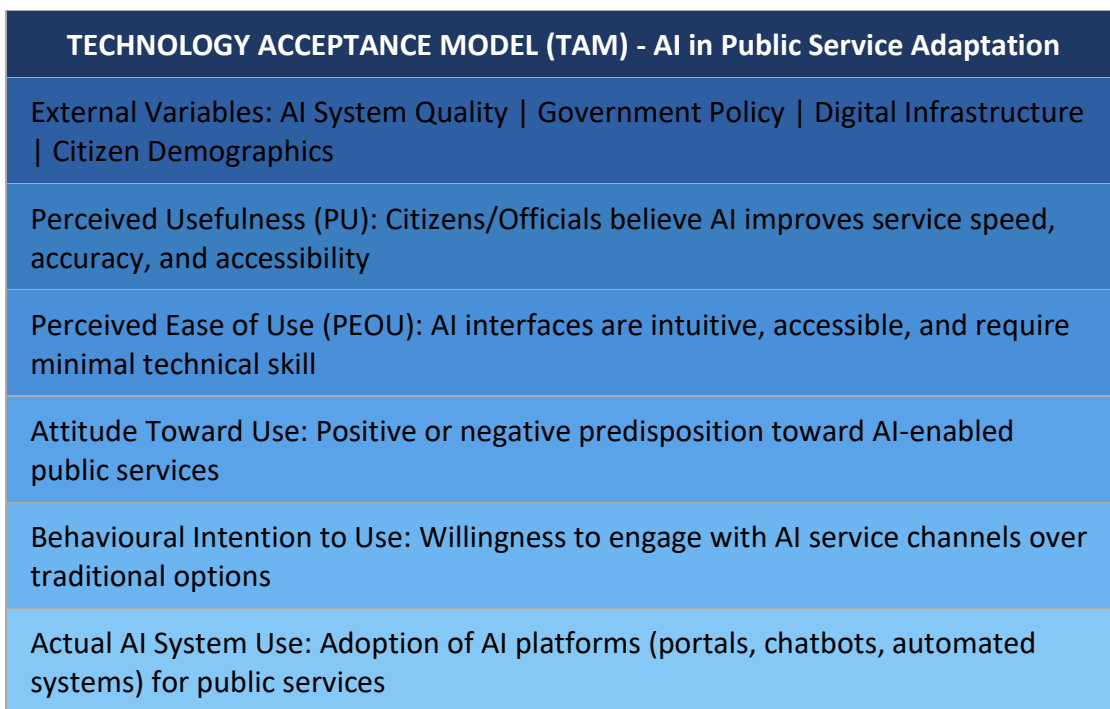 TECHNOLOGY ACCEPTANCE MODEL (TAM) - AI in Public Service Adaptation
External Variables: AI System Quality | Government Policy | Digital Infrastructure
| Citizen Demographics
Perceived Usefulness (PU): Citizens/Officials believe AI improves service speed,
accuracy, and accessibility
Perceived Ease of Use (PEOU): AI interfaces are intuitive, accessible, and require
minimal technical skill
Attitude Toward Use: Positive or negative predisposition toward AI-enabled
public services
Behavioural Intention to Use: Willingness to engage with AI service channels over
traditional options
Actual AI System Use: Adoption of AI platforms (portals, chatbots, automated
systems) for public services